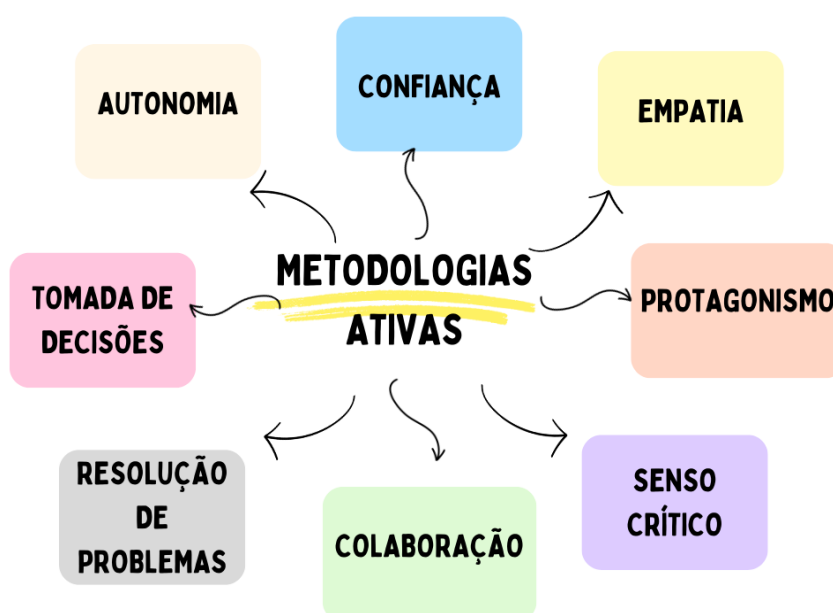 AUTONOMIA
CONFIANÇA
EMPATIA
METODOLOGIAS
ATIVAS
TOMADA DE
DECISÕES
PROTAGONISMO
RESOLUÇÃO
DE
PROBLEMAS
COLABORAÇÃO
SENSO
CRÍTICO